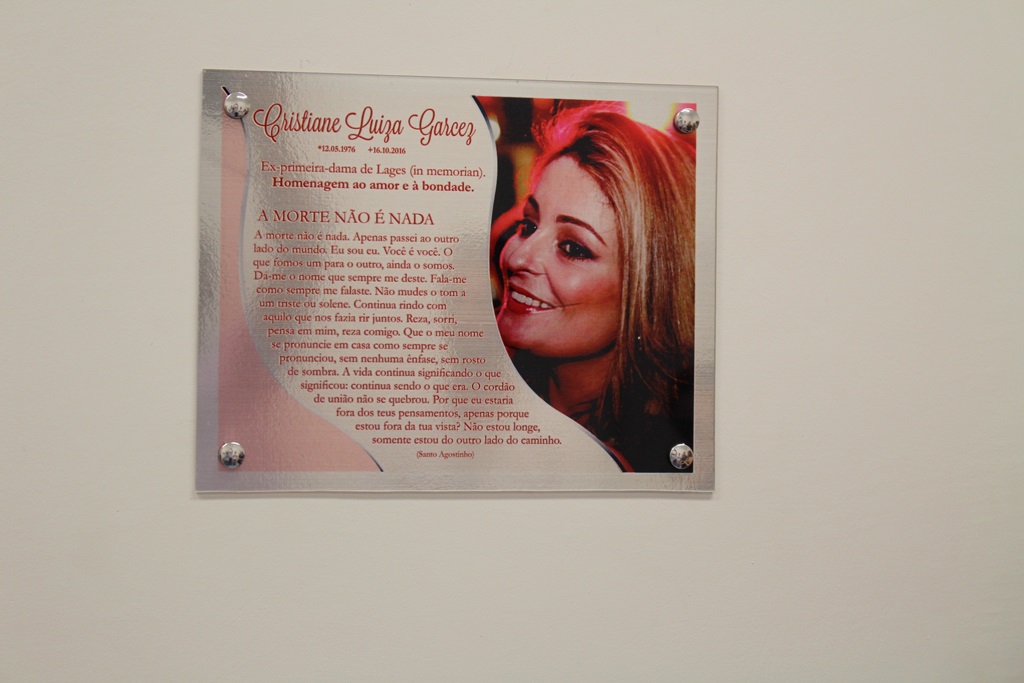 Cristiane Luiza Garcez
*12.05.1976 +16.10.2016
Ex-primeira-dama de Lages (in memorian).
Homenagem ao amor e à bondade.
A MORTE NÃO É NADA
A morte não é nada. Apenas passei ao outro
lado do mundo. Eu sou eu. Você é você. O
que fomos um para o outro, ainda o somos.
Dá-me o nome que sempre me deste. Fala-me
como sempre me falaste. Não mudes o tom a
um triste ou solene. Continua rindo com
aquilo que nos fazia rir juntos. Reza, sorri,
pensa em mim, reza comigo. Que o meu nome
se pronuncie em casa como sempre se
pronunciou, sem nenhuma ênfase, sem rosto
de sombra. A vida continua significando o que
significou: continua sendo o que era. O cordão
de união não se quebrou. Por que eu estaria
fora dos teus pensamentos, apenas porque
estou fora da tua vista? Não estou longe,
somente estou do outro lado do caminho.
(Santo Agostinho)